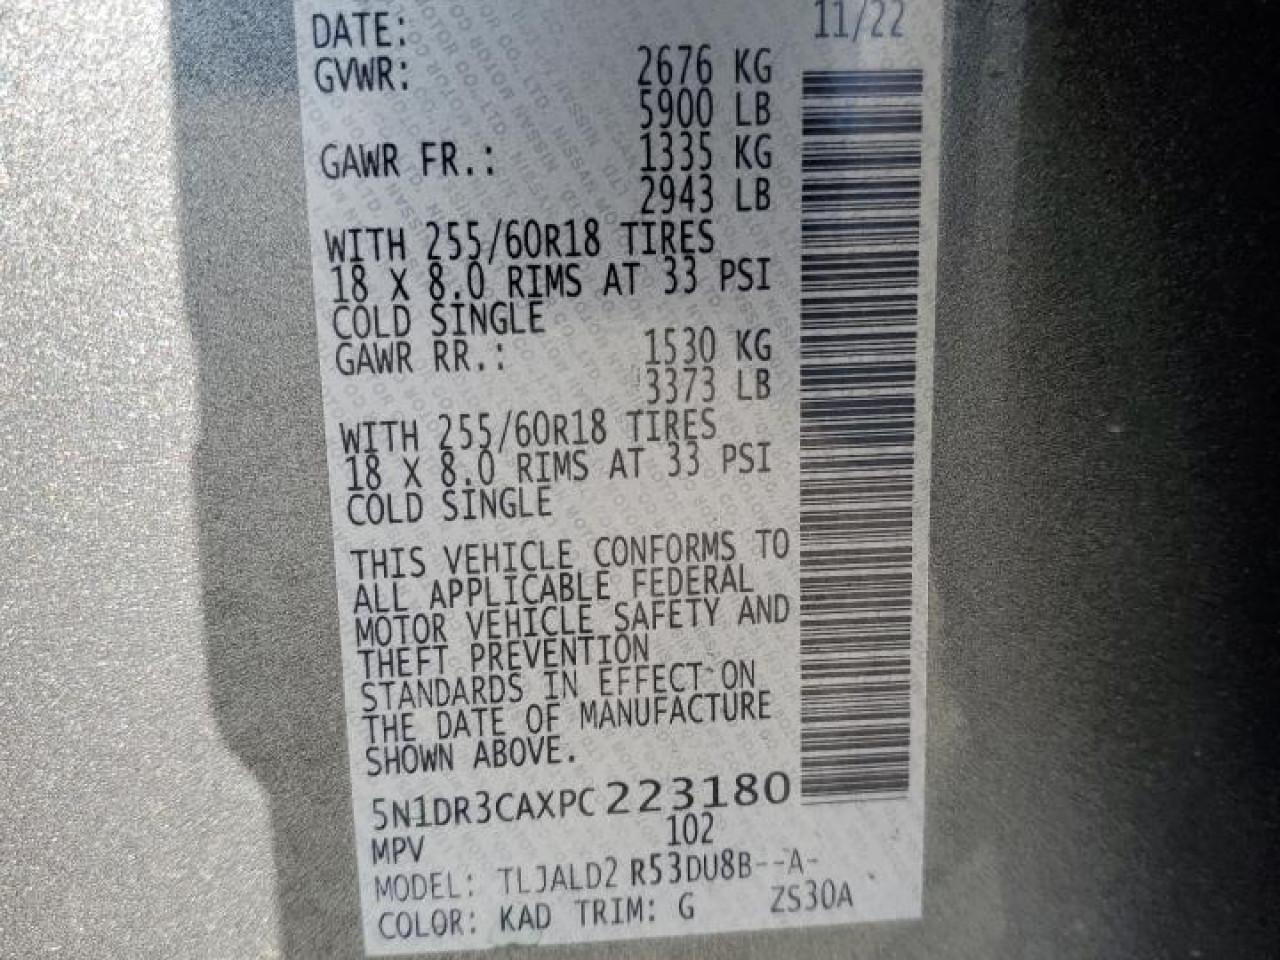 DATE: 11/22
GVWR: 2676 KG
5900 LB
GAWR FR.: 1335 KG
2943 LB
WITH 255/60R18 TIRES
18 X 8.0 RIMS AT 33 PSI
COLD SINGLE
GAWR RR.: 1530 KG
3373 LB
WITH 255/60R18 TIRES
18 X 8.0 RIMS AT 33 PSI
COLD SINGLE
THIS VEHICLE CONFORMS TO
ALL APPLICABLE FEDERAL
MOTOR VEHICLE SAFETY AND
THEFT PREVENTION
STANDARDS IN EFFECT ON
THE DATE OF MANUFACTURE
SHOWN ABOVE.
5N1DR3CAXPC223180
MPV 102
MODEL: TLJALD2 R53DU8B--A-
COLOR: KAD TRIM: G ZS30A